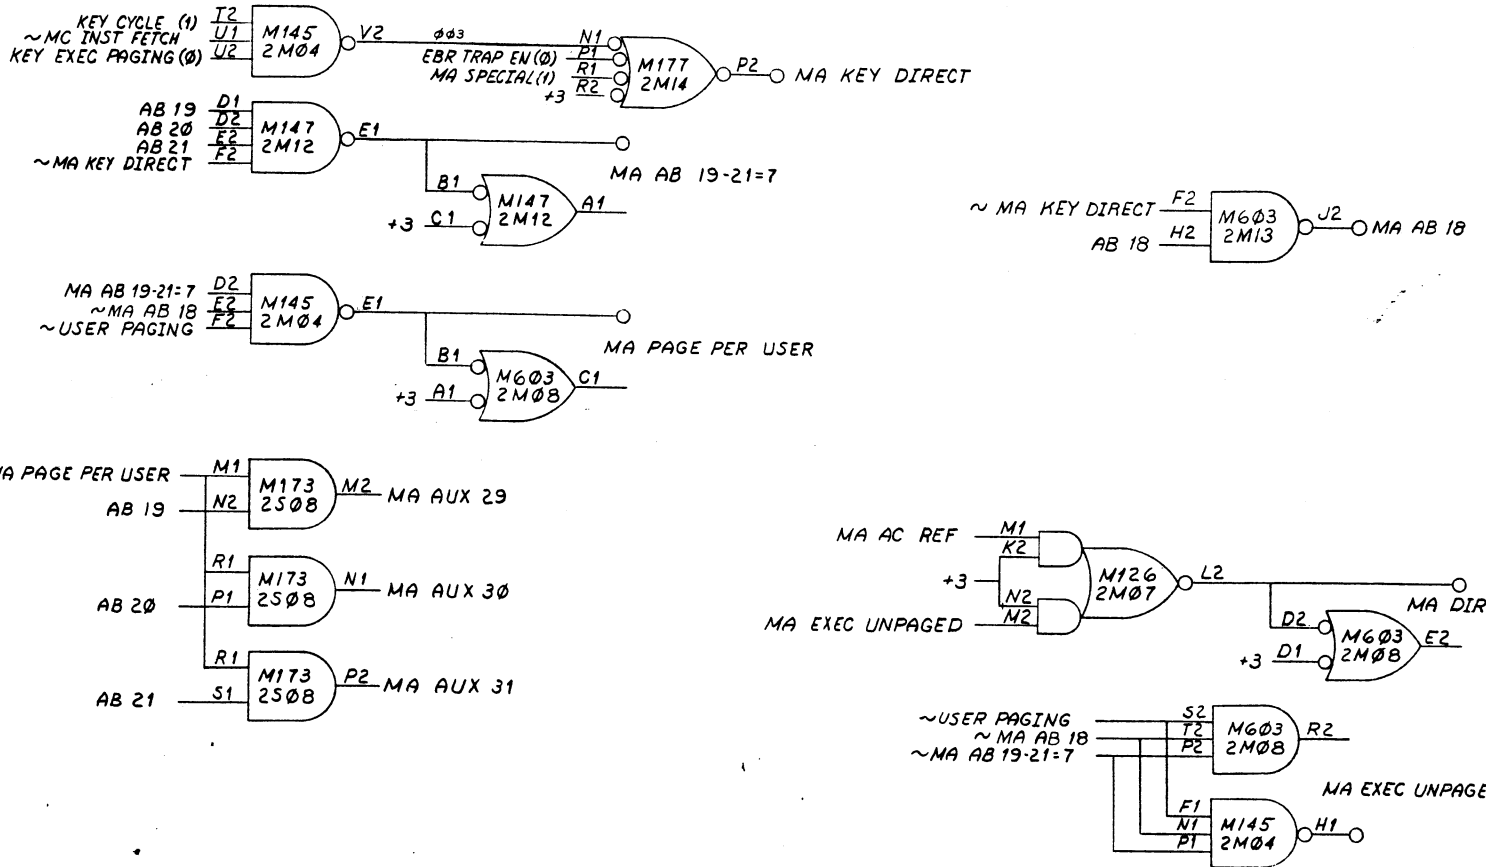 KEY CYCLE (1) T2
~MC INST FETCH U1
KEY EXEC PAGING (Ø) U2
M145
2MØ4
V2
ØØ3
N1
EBR TRAP EN (Ø) P1
MA SPECIAL (1) R1
+3 R2
M177
2M14
P2
MA KEY DIRECT
AB 19 D1
AB 2Ø D2
AB 21 E2
~MA KEY DIRECT F2
M147
2M12
E1
MA AB 19-21=7
B1
+3 C1
M147
2M12
A1
~ MA KEY DIRECT F2
AB 18 H2
M6Ø3
2M13
J2
MA AB 18
MA AB 19-21=7 D2
~MA AB 18 E2
~USER PAGING F2
M145
2MØ4
E1
MA PAGE PER USER
B1
+3 A1
M6Ø3
2MØ8
C1
PAGE PER USER M1
AB 19 N2
M173
2SØ8
M2
MA AUX 29
R1
AB 2Ø P1
M173
2SØ8
N1
MA AUX 3Ø
R1
AB 21 S1
M173
2SØ8
P2
MA AUX 31
MA AC REF M1
K2
+3
N2
MA EXEC UNPAGED M2
M126
2MØ7
L2
MA DIR
D2
+3 D1
M6Ø3
2MØ8
E2
~USER PAGING S2
~ MA AB 18 T2
~MA AB 19-21=7 P2
M6Ø3
2MØ8
R2
MA EXEC UNPAGE
F1
N1
P1
M145
2MØ4
H1